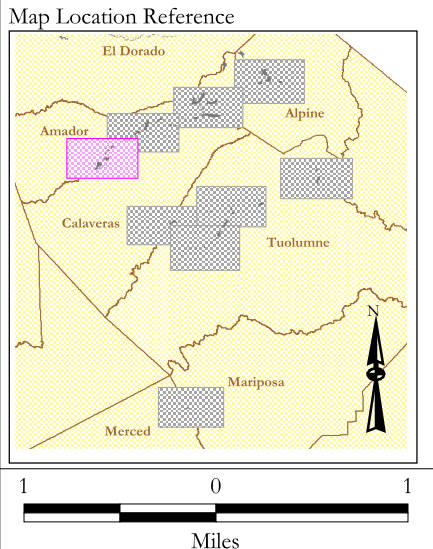 Map Location Reference
El Dorado
Alpine
Amador
Calaveras
Tuolumne
N
Mariposa
Merced
1 0 1
Miles